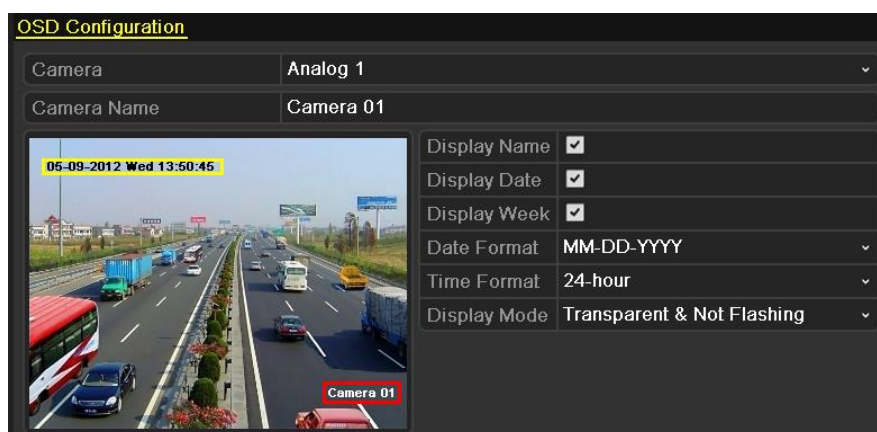 OSD Configuration
Camera Analog 1
Camera Name Camera 01
05-09-2012 Wed 13:50:45
Camera 01
Display Name
Display Date
Display Week
Date Format MM-DD-YYYY
Time Format 24-hour
Display Mode Transparent & Not Flashing